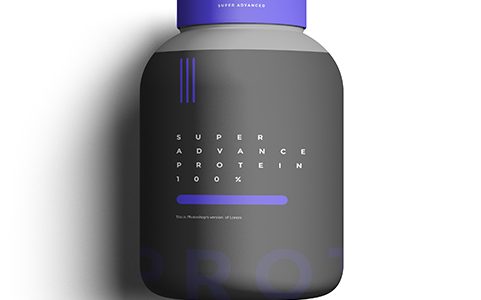 SUPER ADVANCED
SUPER
ADVANCE
PROTEIN
100%
This is Photoshop's version of Lorem
PROT